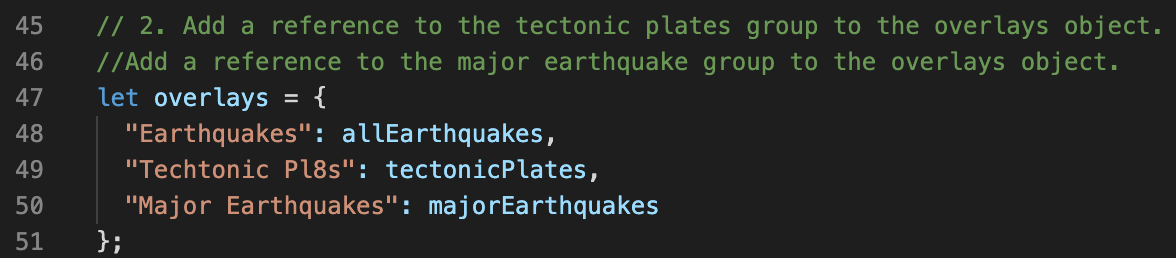 45 // 2. Add a reference to the tectonic plates group to the overlays object.
46 //Add a reference to the major earthquake group to the overlays object.
47 let overlays = {
48 "Earthquakes": allEarthquakes,
49 "Techtonic Pl8s": tectonicPlates,
50 "Major Earthquakes": majorEarthquakes
51 };